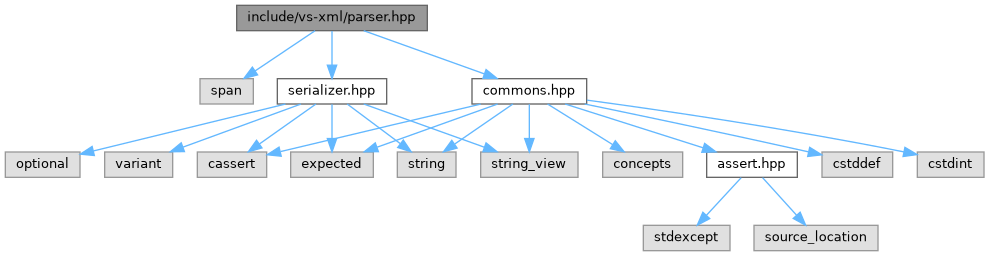 include/vs-xml/parser.hpp
span
serializer.hpp
commons.hpp
optional
variant
cassert
expected
string
string_view
concepts
assert.hpp
cstddef
cstdint
stdexcept
source_location